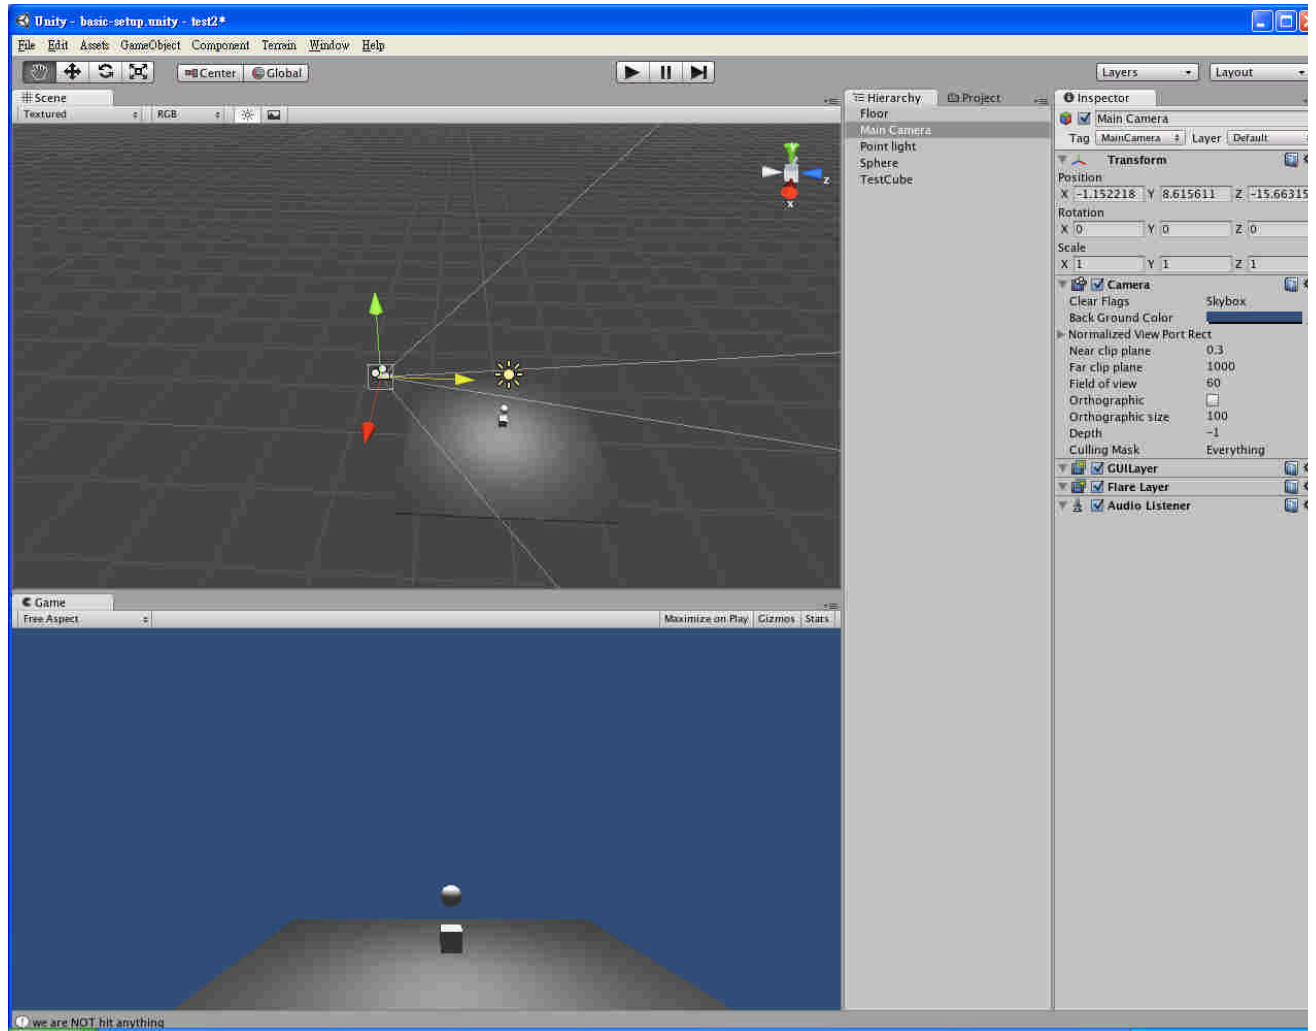 Unity - basic-setup.unity - test2*
File Edit Assets GameObject Component Terrain Window Help
Center Global
Layers Layout
Scene
Textured RGB
y
z
x
Hierarchy Project
Floor
Main Camera
Point light
Sphere
TestCube
Inspector
Main Camera
Tag MainCamera Layer Default
Transform
Position
X -1.152218 Y 8.615611 Z -15.66315
Rotation
X 0 Y 0 Z 0
Scale
X 1 Y 1 Z 1
Camera
Clear Flags Skybox
Back Ground Color
Normalized View Port Rect
Near clip plane 0.3
Far clip plane 1000
Field of view 60
Orthographic
Orthographic size 100
Depth -1
Culling Mask Everything
GUILayer
Flare Layer
Audio Listener
Game
Free Aspect Maximize on Play Gizmos Stats
we are NOT hit anything